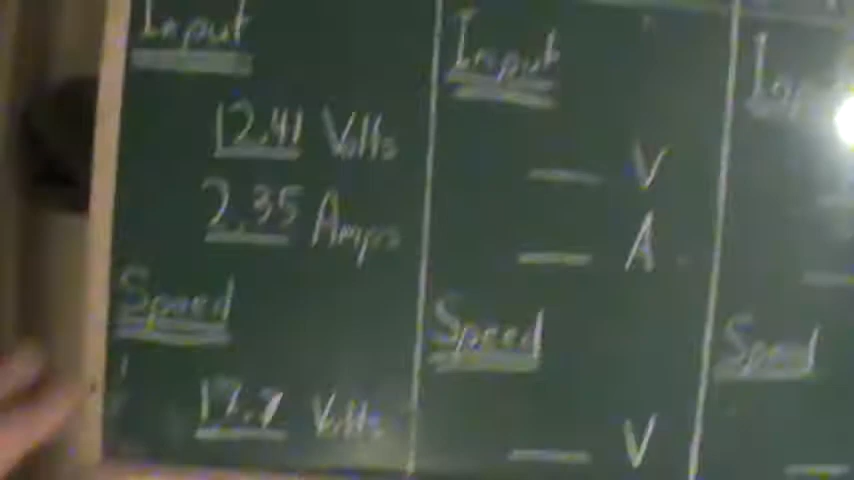 Input
12.41 Volts
2.35 Amps
Speed
Volts
Input
V
A
Speed
V
Speed